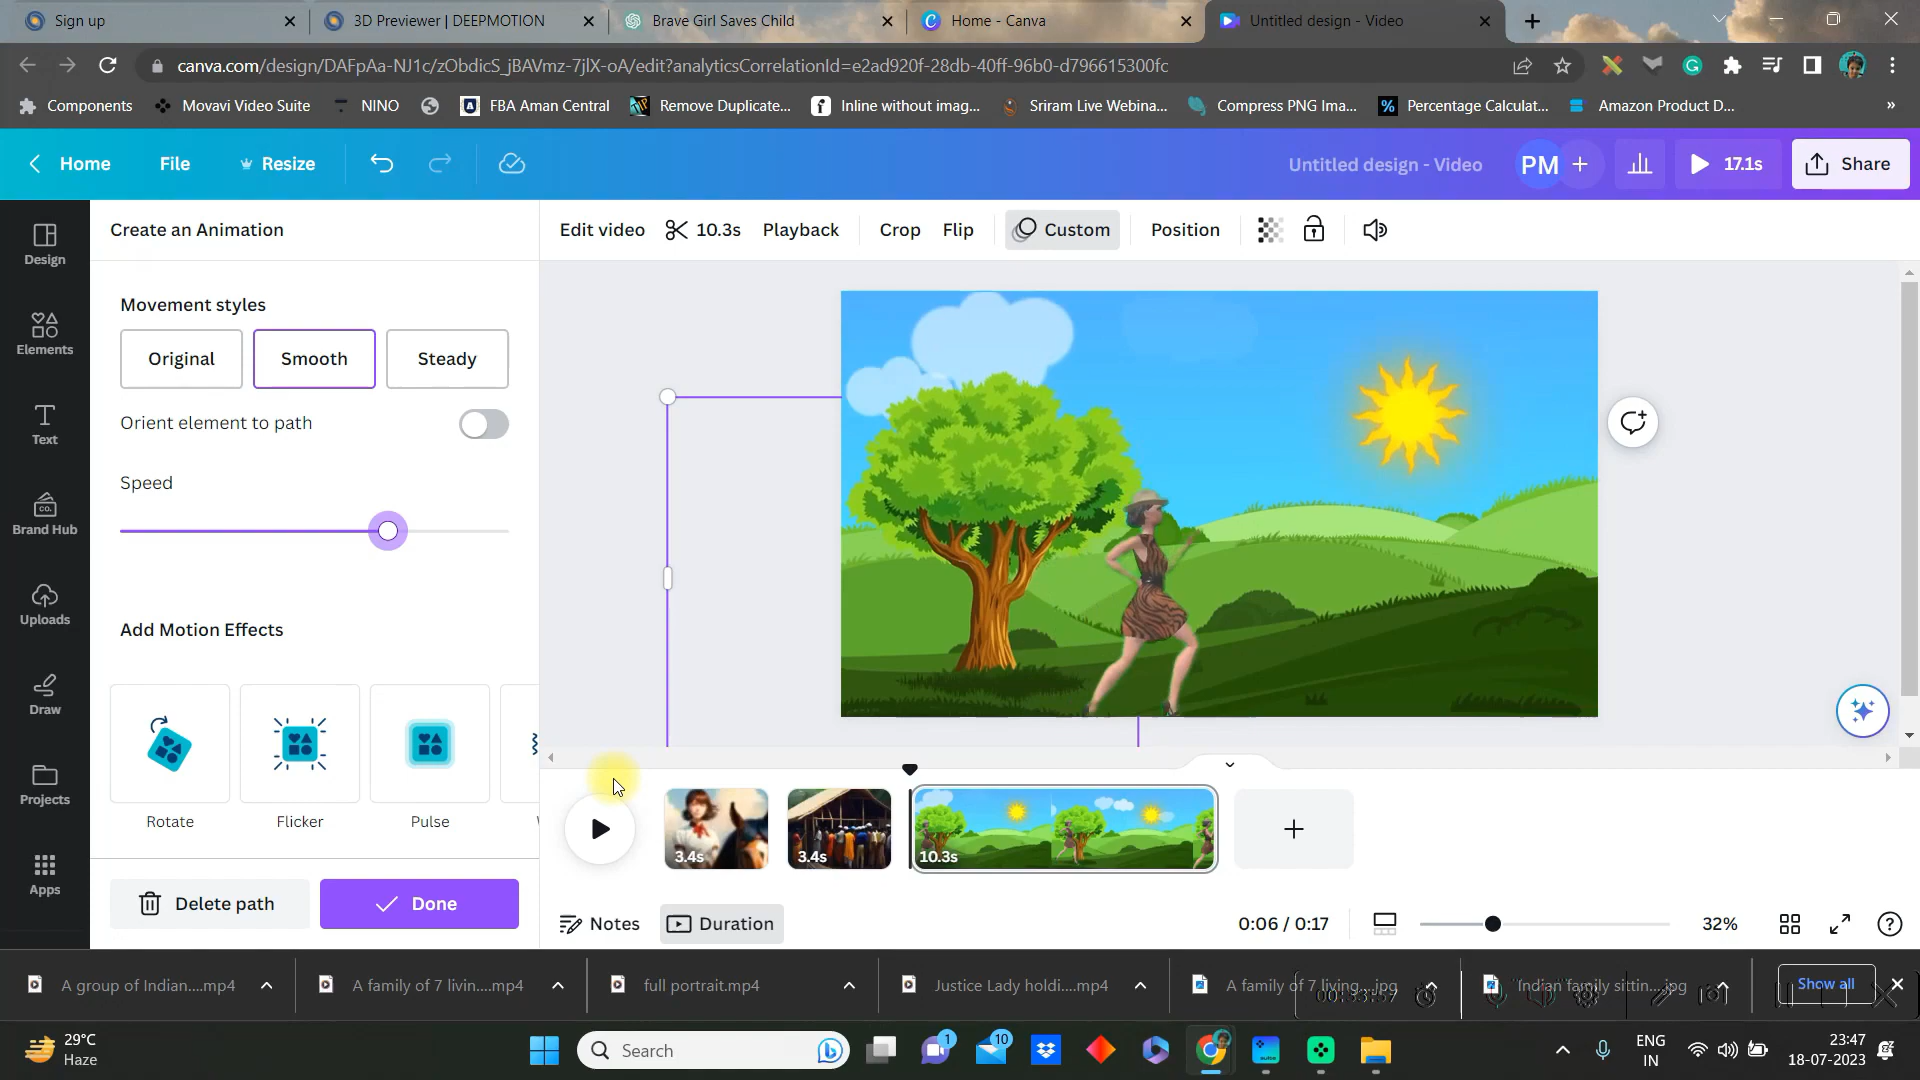 Sign up
3D Previewer | DEEPMOTION
Brave Girl Saves Child
Home - Canva
Untitled design - Video
canva.com/design/DAFpAa-NJ1c/zObdicS_jBAVmz-7jlX-oA/edit?analyticsCorrelationId=e2ad920f-28db-40ff-96b0-d796615300fc
Components
Movavi Video Suite
NINO
FBA Aman Central
Remove Duplicate...
Inline without imag...
Sriram Live Webina...
Compress PNG Ima...
Percentage Calculat...
Amazon Product D...
Home
File
Resize
Untitled design - Video
PM
17.1s
Share
Design
Elements
Text
Brand Hub
Uploads
Draw
Projects
Apps
Create an Animation
Movement styles
Original
Smooth
Steady
Orient element to path
Speed
Add Motion Effects
Rotate
Flicker
Pulse
Delete path
Done
Edit video
10.3s
Playback
Crop
Flip
Custom
Position
3.4s
3.4s
10.3s
Notes
Duration
0:06 / 0:17
32%
A group of Indian....mp4
A family of 7 livin....mp4
full portrait.mp4
Justice Lady holdi....mp4
A family of 7 living...jpg
Indian family sittin...jpg
Show all
29°C
Haze
Search
1
10
ENG
IN
23:47
18-07-2023